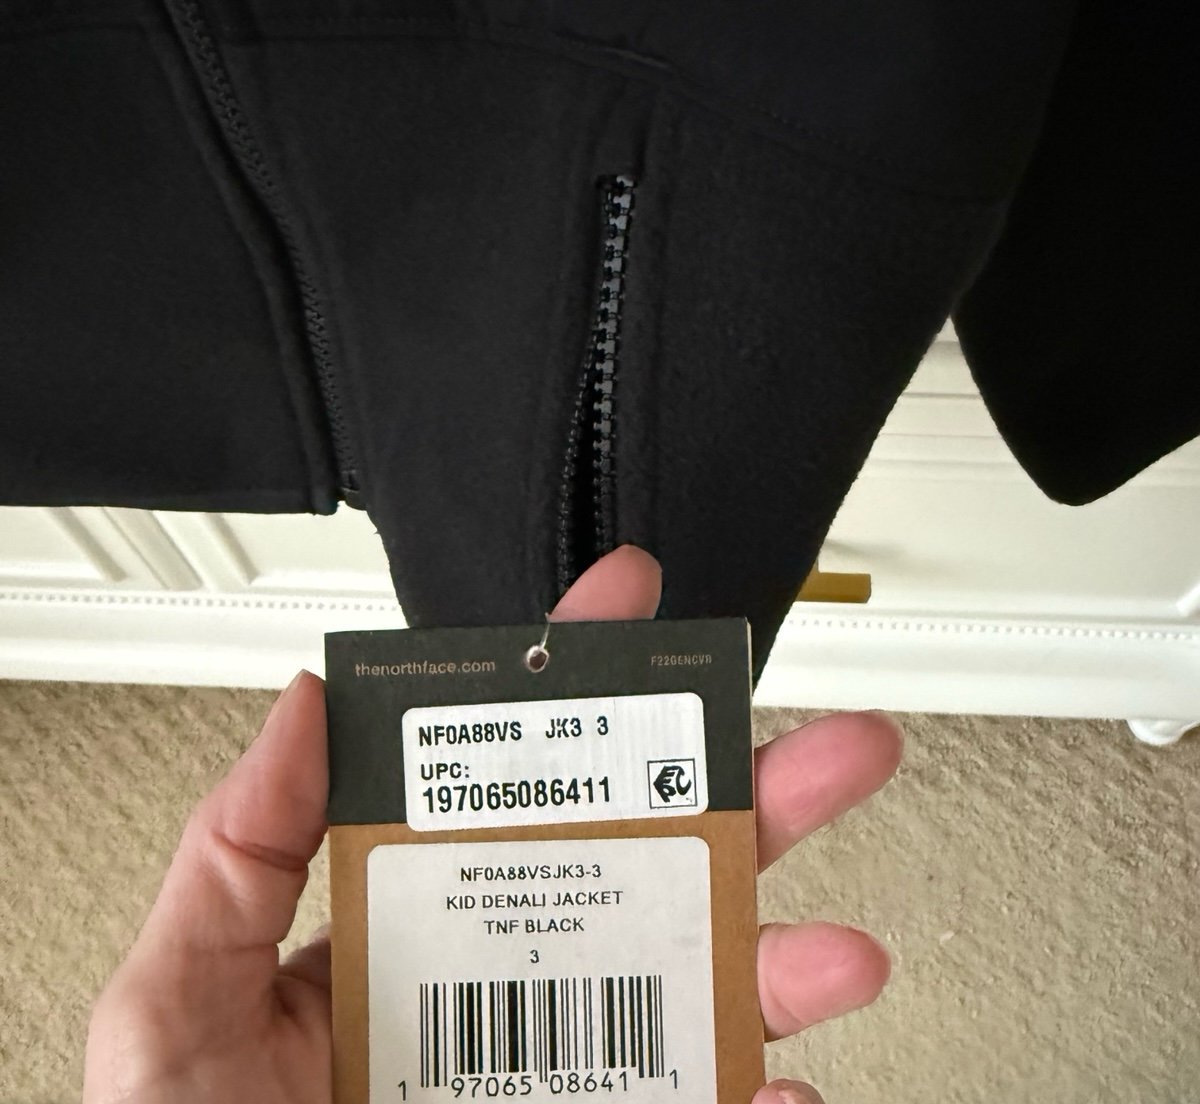 thenorthface.com
F22GENCVB
NF0A88VS JK3 3
UPC:
197065086411
NF0A88VSJK3-3
KID DENALI JACKET
TNF BLACK
3
1 97065 08641 1